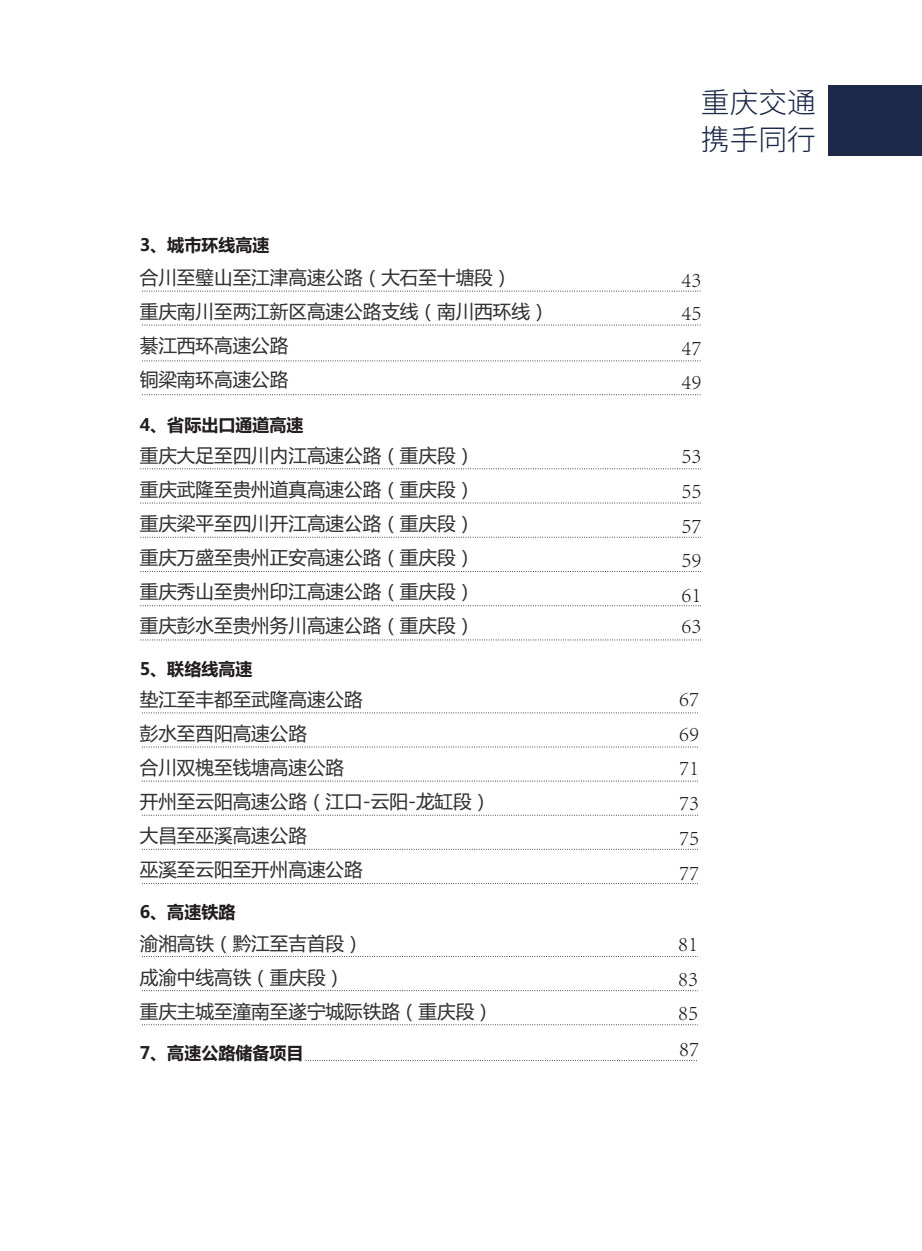 重庆交通
携手同行
3、城市环线高速
合川至璧山至江津高速公路（大石至十塘段） 43
重庆南川至两江新区高速公路支线（南川西环线） 45
綦江西环高速公路 47
铜梁南环高速公路 49
4、省际出口通道高速
重庆大足至四川内江高速公路（重庆段） 53
重庆武隆至贵州道真高速公路（重庆段） 55
重庆梁平至四川开江高速公路（重庆段） 57
重庆万盛至贵州正安高速公路（重庆段） 59
重庆秀山至贵州印江高速公路（重庆段） 61
重庆彭水至贵州务川高速公路（重庆段） 63
5、联络线高速
垫江至丰都至武隆高速公路 67
彭水至酉阳高速公路 69
合川双槐至钱塘高速公路 71
开州至云阳高速公路（江口-云阳-龙缸段） 73
大昌至巫溪高速公路 75
巫溪至云阳至开州高速公路 77
6、高速铁路
渝湘高铁（黔江至吉首段） 81
成渝中线高铁（重庆段） 83
重庆主城至潼南至遂宁城际铁路（重庆段） 85
7、高速公路储备项目 87